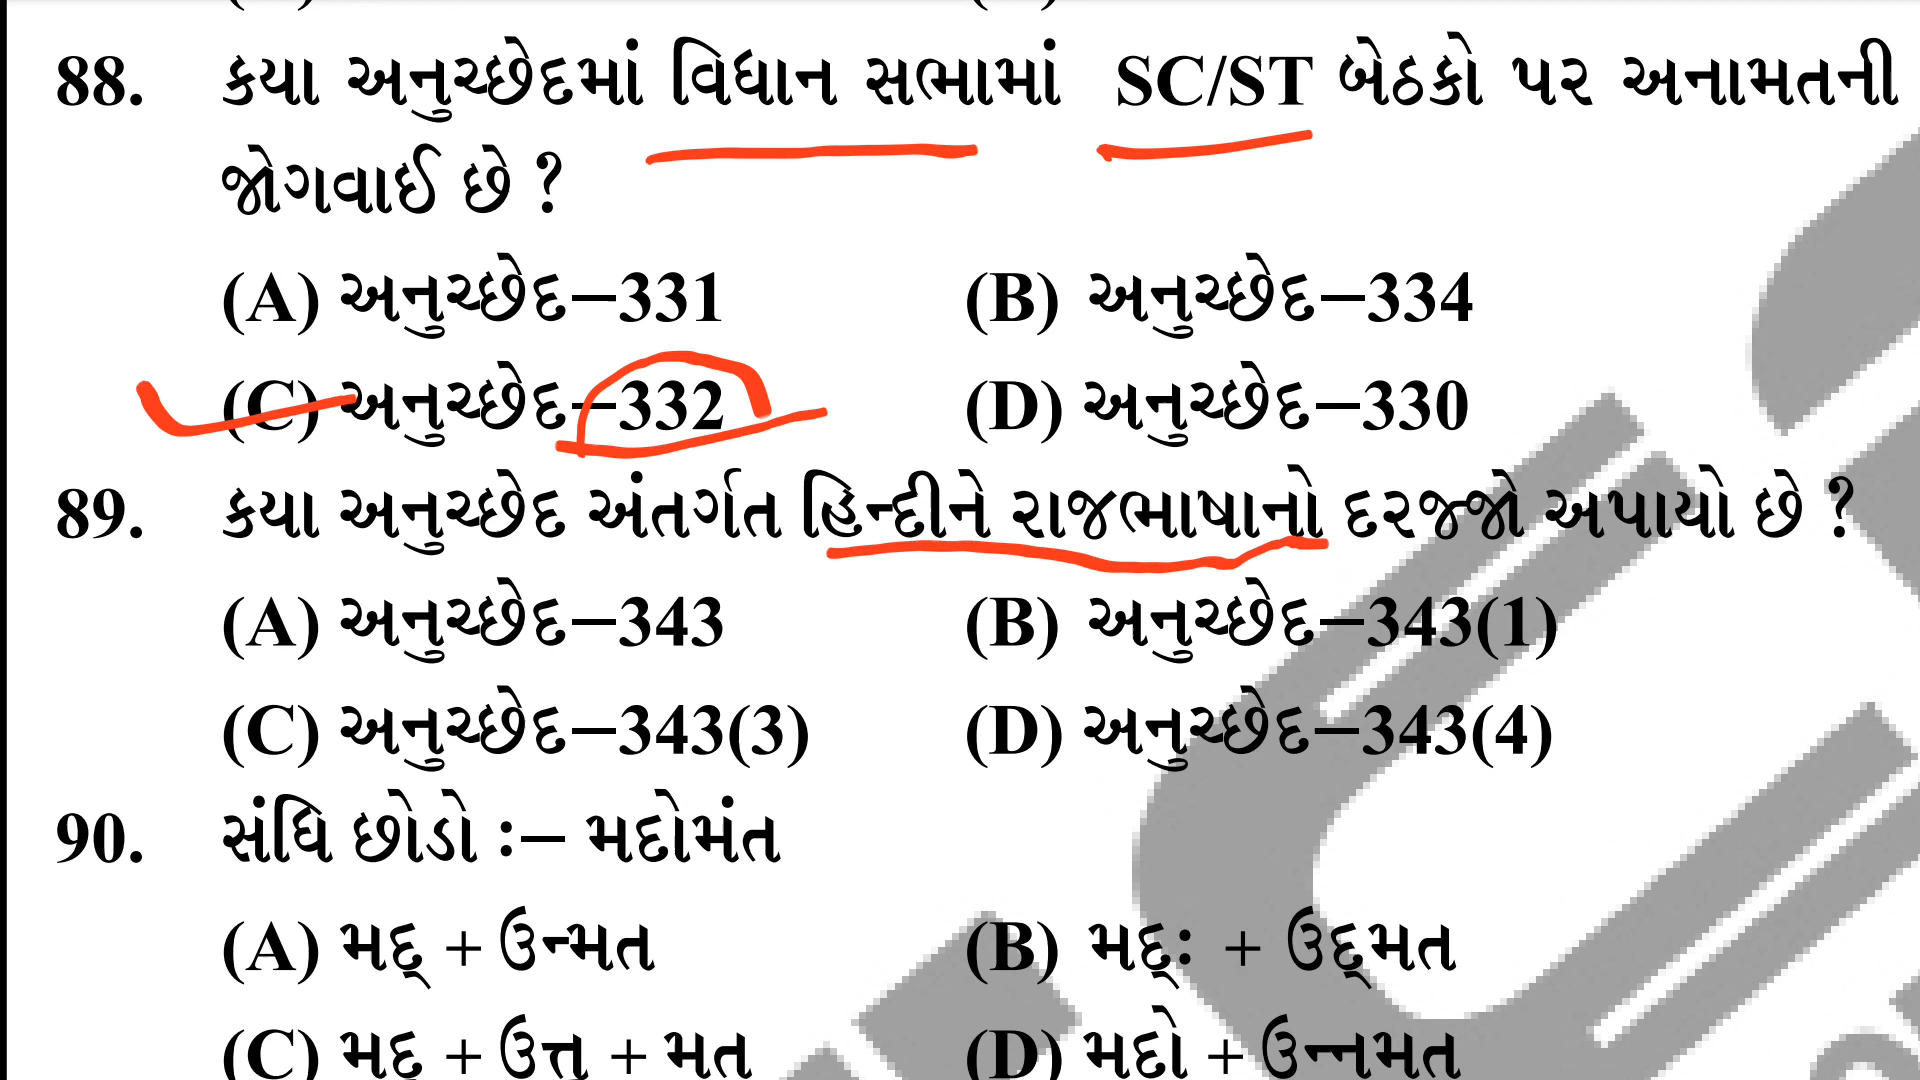 88. કયા અનુચ્છેદમાં વિધાન સભામાં SC/ST બેઠકો પર અનામતની
જોગવાઈ છે ?
(A) અનુચ્છેદ–331 (B) અનુચ્છેદ–334
(C) અનુચ્છેદ–332 (D) અનુચ્છેદ–330
89. કયા અનુચ્છેદ અંતર્ગત હિન્દીને રાજભાષાનો દરજ્જો અપાયો છે ?
(A) અનુચ્છેદ–343 (B) અનુચ્છેદ–343(1)
(C) અનુચ્છેદ–343(3) (D) અનુચ્છેદ–343(4)
90. સંધિ છોડો :– મદોમંત
(A) મદ્ + ઉન્મત (B) મદ્ઃ + ઉદ્મત
(C) મદ્ + ઉત્ત + મત (D) મદો + ઉન્નમત